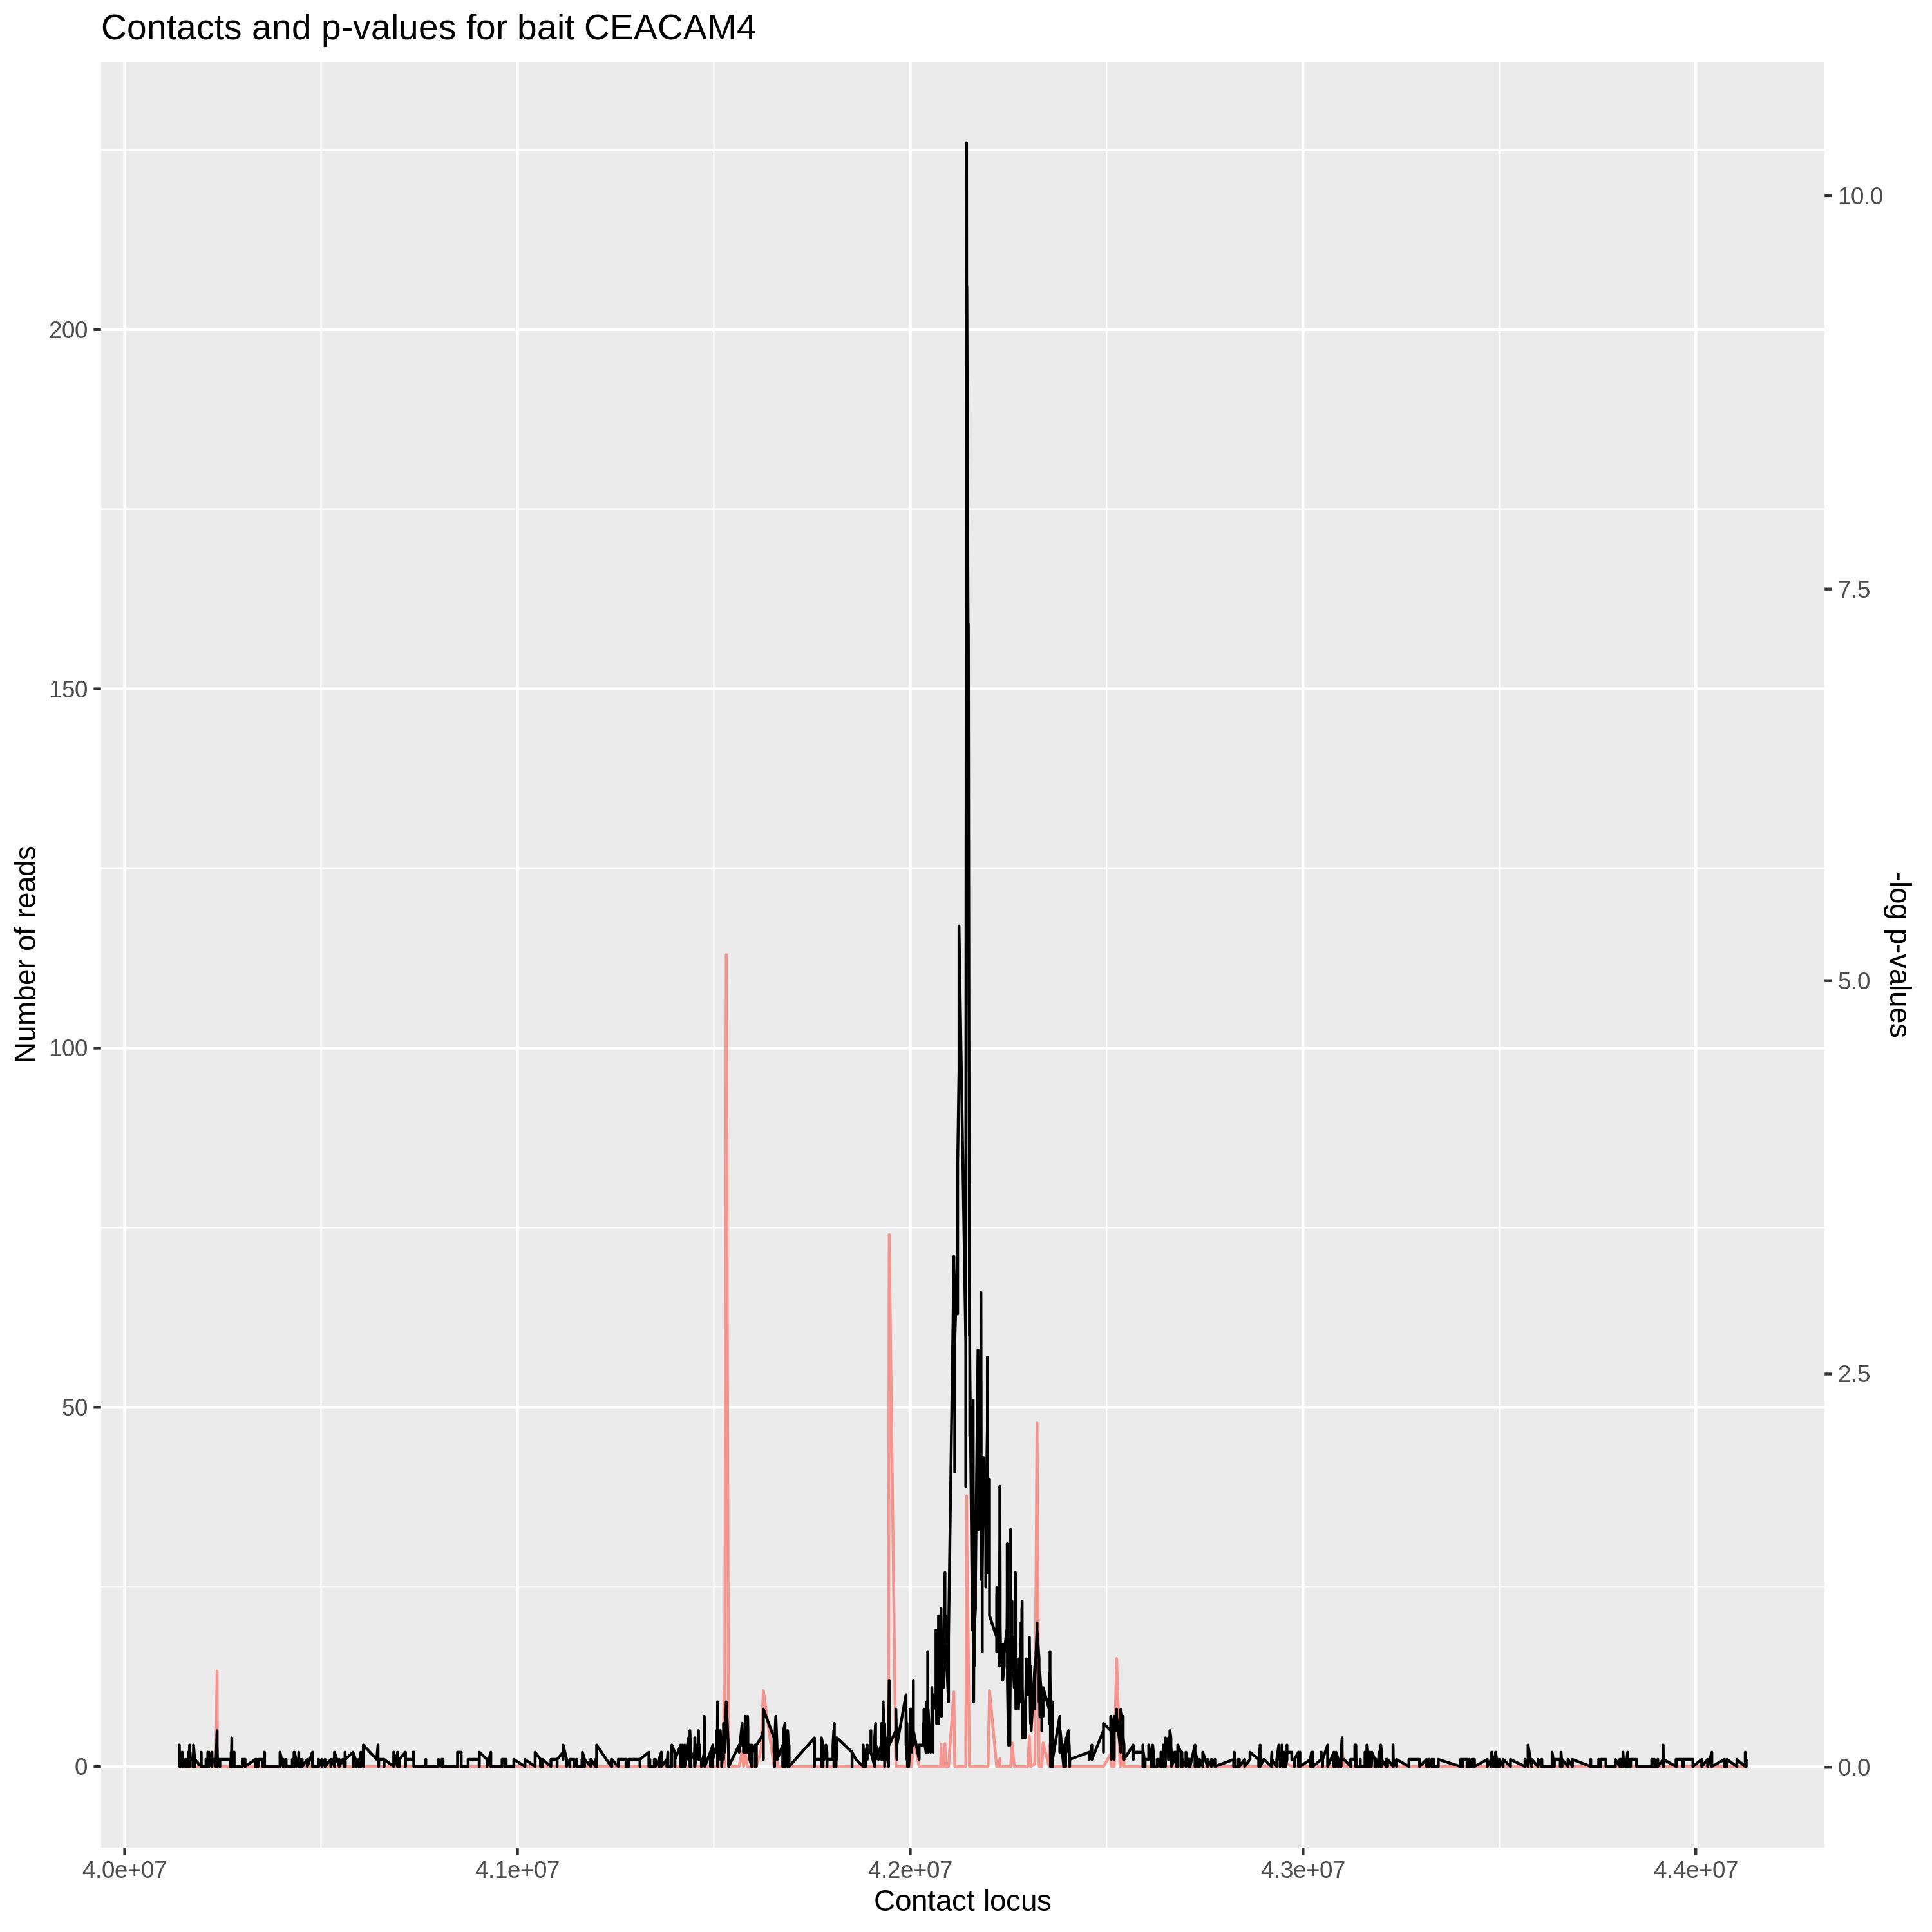 Contacts and p-values for bait CEACAM4
Number of reads
200
150
100
50
0
10.0
7.5
5.0
2.5
0.0
-log p-values
4.0e+07
4.1e+07
4.2e+07
4.3e+07
4.4e+07
Contact locus